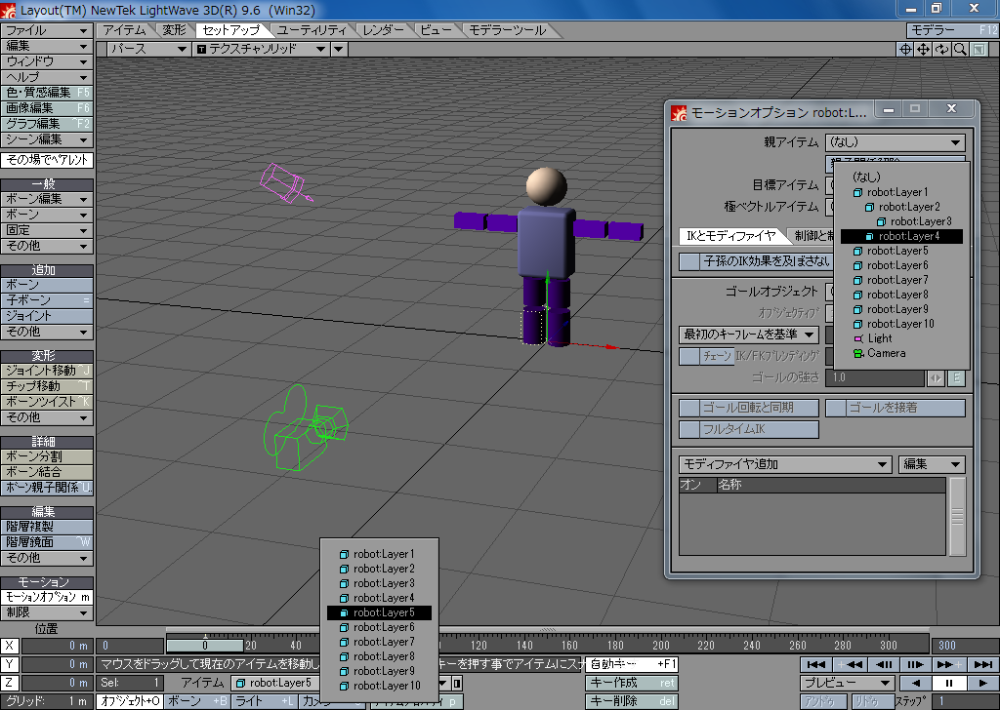 Layout(TM) NewTek LightWave 3D(R) 9.6 (Win32)
ファイル
編集
ウィンドウ
ヘルプ
色・質感編集 F5
画像編集 F6
グラフ編集 ^F2
シーン編集
その場でペアレント
一般
ボーン編集
ボーン
固定
その他
追加
ボーン
子ボーン =
ジョイント
その他
変形
ジョイント移動 ^J
チップ移動 ^T
ボーンツイスト ^K
その他
詳細
ボーン分割
ボーン結合
ボーン親子関係 U
編集
階層複製
階層鏡面 ^W
その他
モーション
モーションオプション m
制限
アイテム 変形 セットアップ ユーティリティ レンダー ビュー モデラーツール
モデラー F12
パース テクスチャソリッド
モーションオプション robot:L...
親アイテム (なし)
目標アイテム
極ベクトルアイテム
IKとモディファイヤ
子孫のIK効果を及ぼさない
ゴールオブジェクト
最初のキーフレームを基準
チェーン IK/FKブレンディング
ゴールの強さ 1.0 E
ゴール回転と同期 ゴールを接着
フルタイムIK
モディファイヤ追加 編集
オン 名称
(なし)
robot:Layer1
robot:Layer2
robot:Layer3
robot:Layer4
robot:Layer5
robot:Layer6
robot:Layer7
robot:Layer8
robot:Layer9
robot:Layer10
Light
Camera
robot:Layer1
robot:Layer2
robot:Layer3
robot:Layer4
robot:Layer5
robot:Layer6
robot:Layer7
robot:Layer8
robot:Layer9
robot:Layer10
位置
X 0 m
Y 0 m
Z 0 m
グリッド: 1 m
0 0 20 40 120 140 160 180 200 220 240 260 280 300 300
マウスをドラッグして現在のアイテムを移動し
キーを押す事でアイテムにスナ
自動キー +F1
Sel: 1 アイテム robot:Layer5
キー作成 ret
プレビュー
オブジェクト+O ボーン +B ライト +L
p
キー削除 del
アンドゥ リドゥ ステップ 1